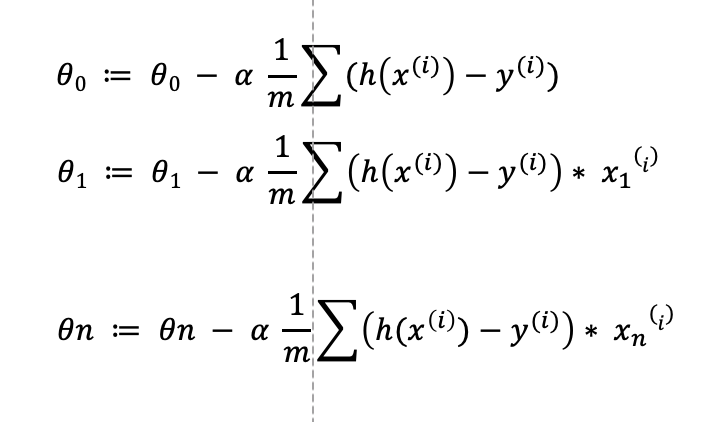 θ₀ ≔ θ₀ − α 1/m ∑(h(x⁽ⁱ⁾) − y⁽ⁱ⁾)
θ₁ ≔ θ₁ − α 1/m ∑(h(x⁽ⁱ⁾) − y⁽ⁱ⁾) ∗ x₁⁽ⁱ⁾
θn ≔ θn − α 1/m ∑(h(x⁽ⁱ⁾) − y⁽ⁱ⁾) ∗ xₙ⁽ⁱ⁾